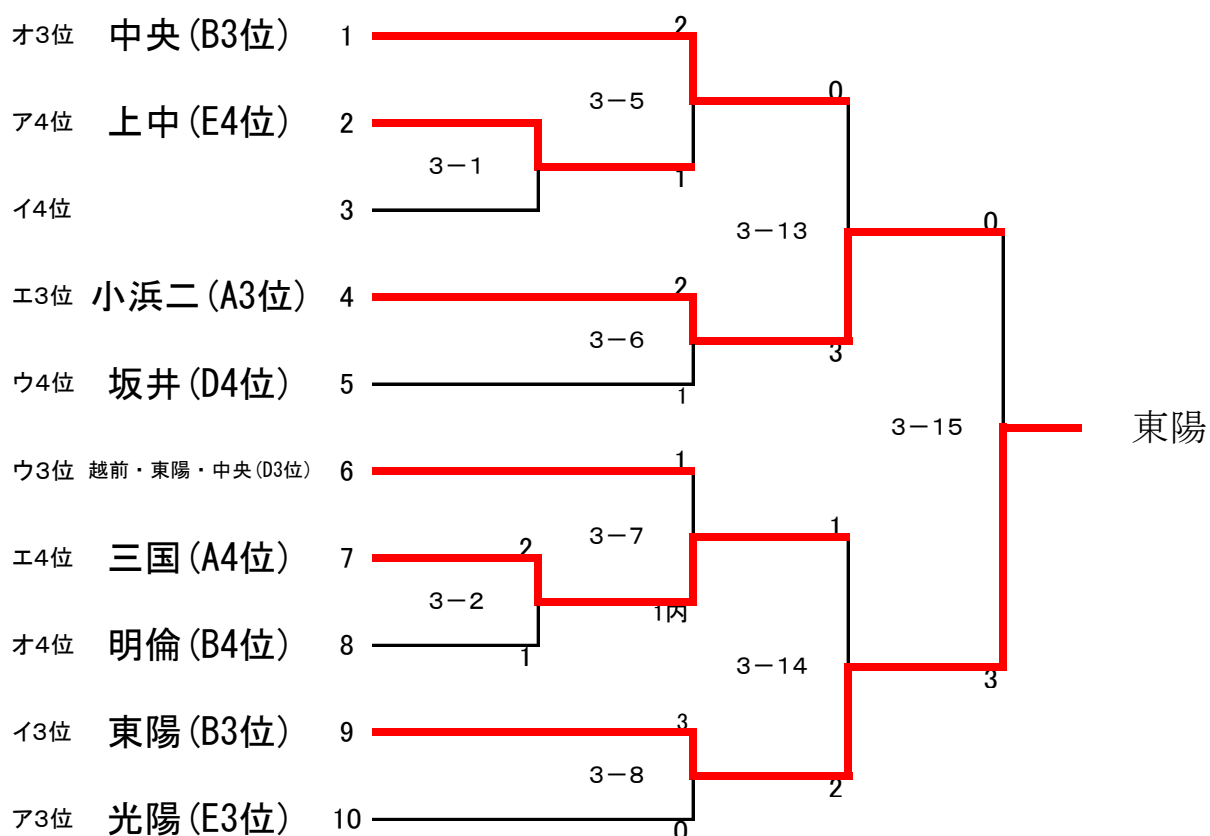 オ3位 中央(B3位) 1 2
3－5 0
ア4位 上中(E4位) 2
3－1 1
イ4位 3
3－13 0
エ3位 小浜二(A3位) 4 2
3－6 3
ウ4位 坂井(D4位) 5 1
3－15 東陽
ウ3位 越前・東陽・中央(D3位) 6 1
3－7 1
エ4位 三国(A4位) 7 2
3－2 1内
オ4位 明倫(B4位) 8 1
3－14 3
イ3位 東陽(B3位) 9 3
3－8 2
ア3位 光陽(E3位) 10 0